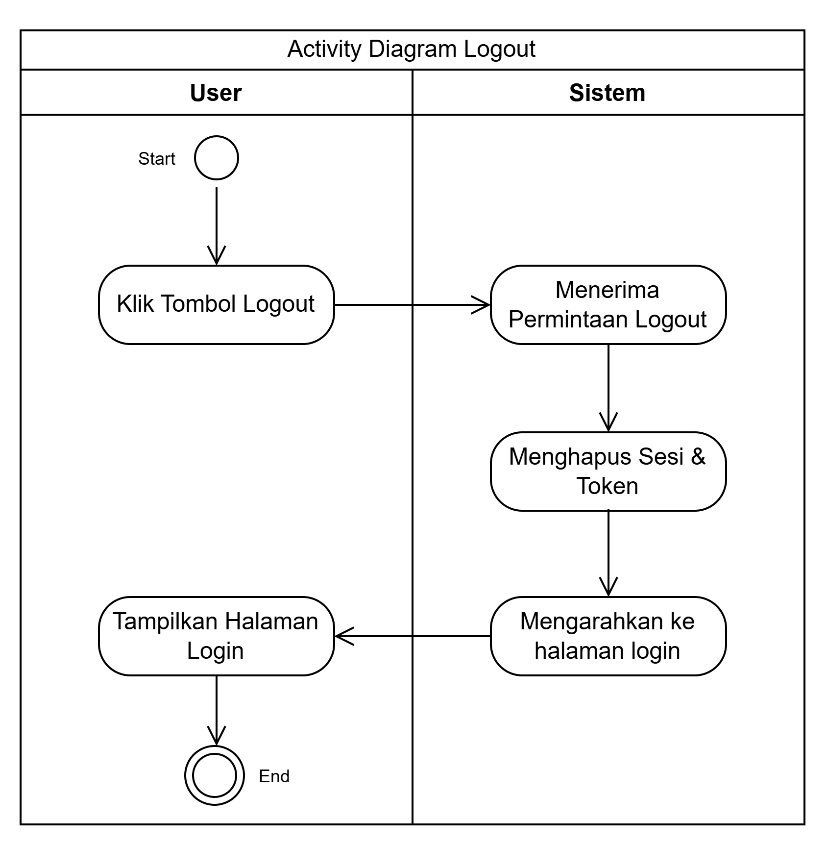 Activity Diagram Logout
User
Sistem
Start
Klik Tombol Logout
Menerima
Permintaan Logout
Menghapus Sesi &
Token
Mengarahkan ke
halaman login
Tampilkan Halaman
Login
End